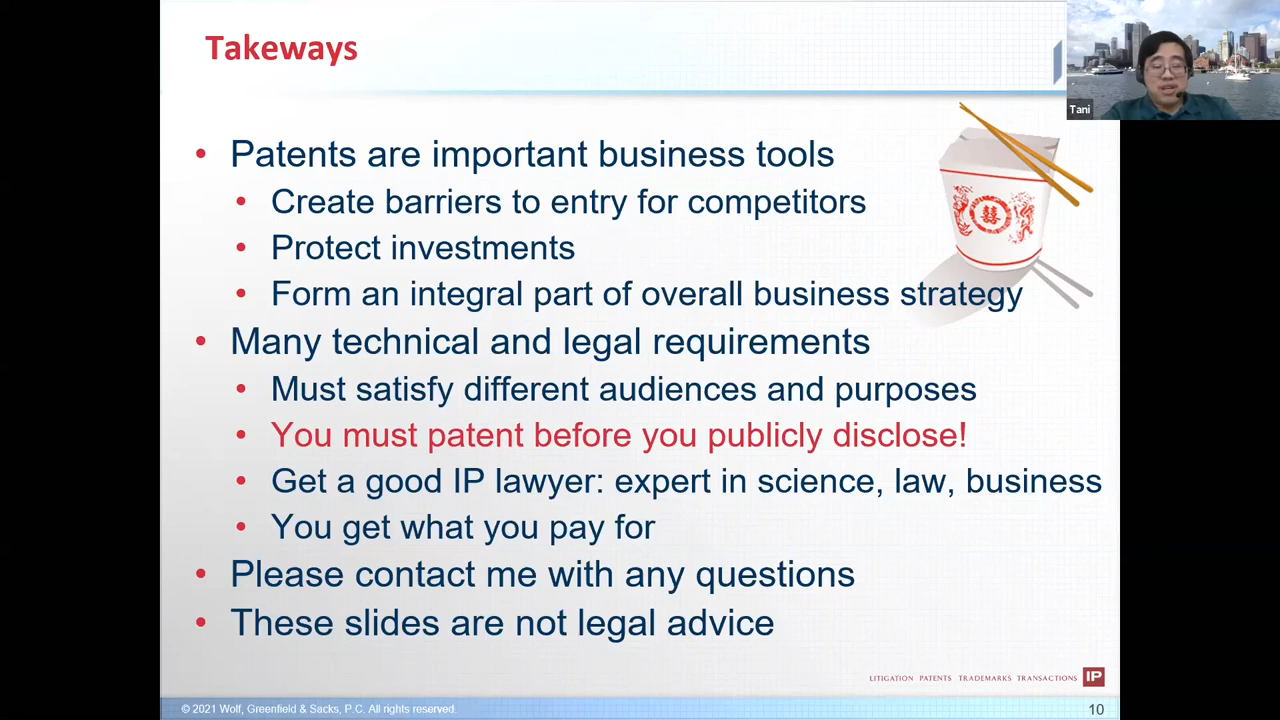 Takeways
Tani
Patents are important business tools
Create barriers to entry for competitors
Protect investments
Form an integral part of overall business strategy
Many technical and legal requirements
Must satisfy different audiences and purposes
You must patent before you publicly disclose!
Get a good IP lawyer: expert in science, law, business
You get what you pay for
Please contact me with any questions
These slides are not legal advice
囍
LITIGATION PATENTS TRADEMARKS TRANSACTIONS IP
© 2021 Wolf, Greenfield & Sacks, P.C. All rights reserved.
10